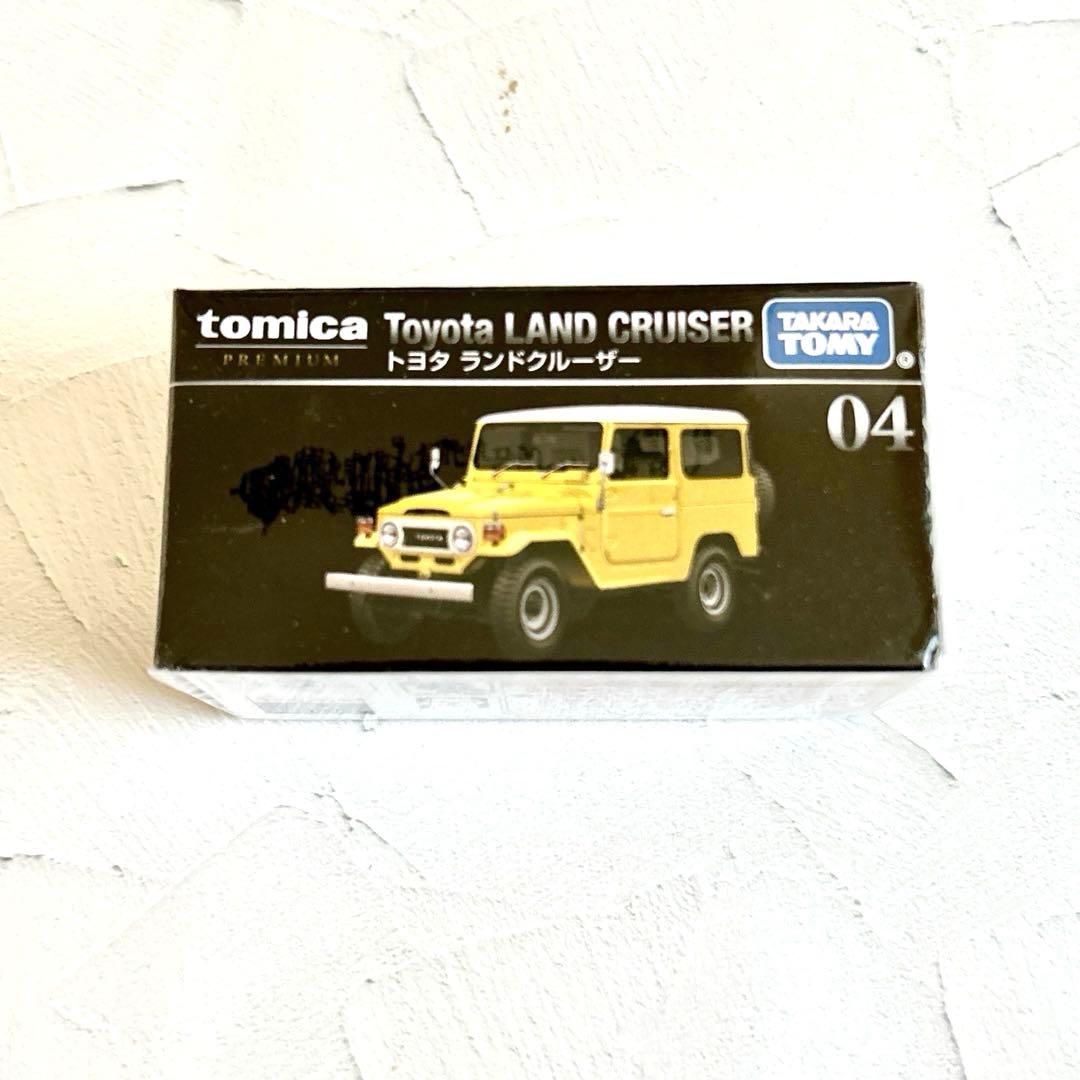 tomica Toyota LAND CRUISER
PREMIUM トヨタ ランドクルーザー
TAKARA
TOMY
04
TOYOTA